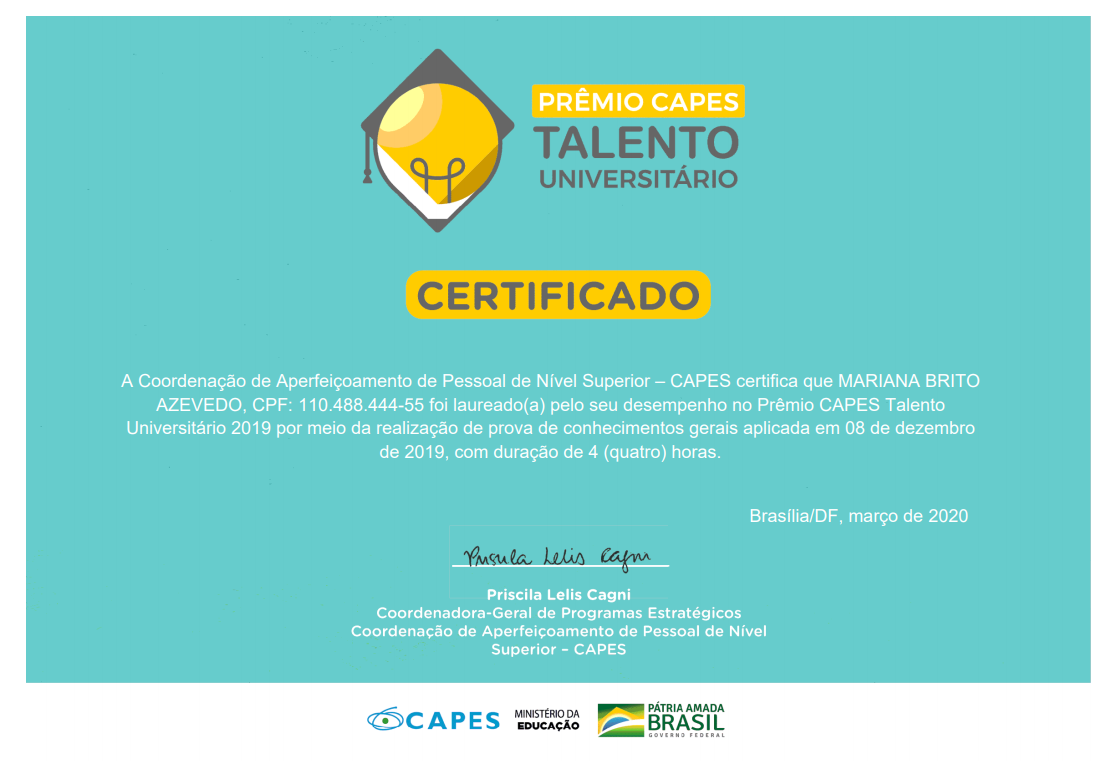 PRÊMIO CAPES
TALENTO
UNIVERSITÁRIO
CERTIFICADO
A Coordenação de Aperfeiçoamento de Pessoal de Nível Superior – CAPES certifica que MARIANA BRITO
AZEVEDO, CPF: 110.488.444-55 foi laureado(a) pelo seu desempenho no Prêmio CAPES Talento
Universitário 2019 por meio da realização de prova de conhecimentos gerais aplicada em 08 de dezembro
de 2019, com duração de 4 (quatro) horas.
Brasília/DF, março de 2020
Priscila Lelis Cagni
Priscila Lelis Cagni
Coordenadora-Geral de Programas Estratégicos
Coordenação de Aperfeiçoamento de Pessoal de Nível
Superior – CAPES
CAPES
MINISTÉRIO DA
EDUCAÇÃO
PÁTRIA AMADA
BRASIL
GOVERNO FEDERAL